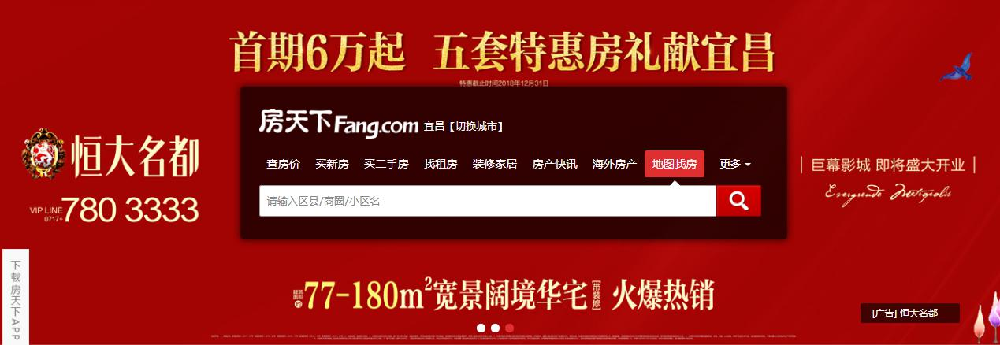 首期6万起 五套特惠房礼献宜昌
特惠截止时间2018年12月31日
房天下Fang.com 宜昌【切换城市】
恒大名都
VIP LINE
0717+
780 3333
查房价 买新房 买二手房 找租房 装修家居 房产快讯 海外房产 地图找房 更多
请输入区县/商圈/小区名
巨幕影城 即将盛大开业
Evergrande Metropolis
下载房天下APP
建筑面积约77-180m²宽景阔境华宅【带装修】 火爆热销
[广告] 恒大名都